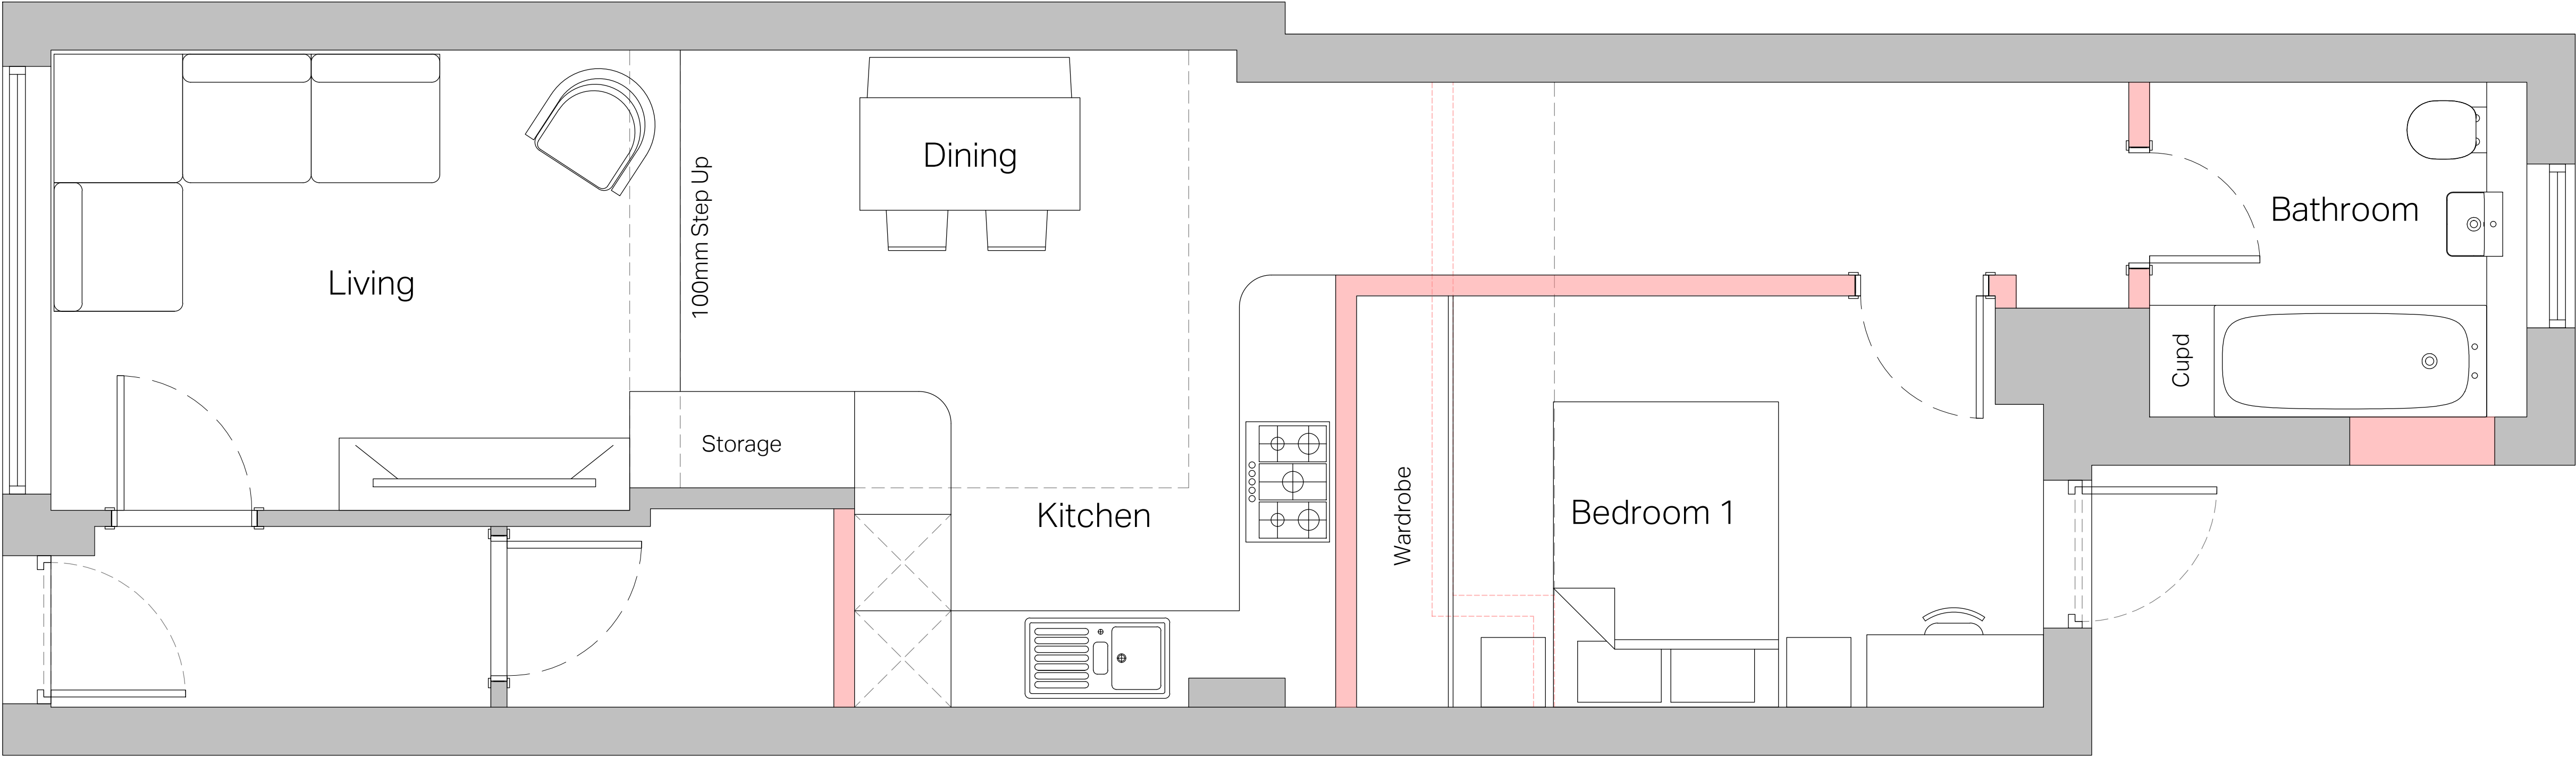 Living
100mm Step Up
Dining
Storage
Kitchen
Wardrobe
Bedroom 1
Bathroom
Cupd